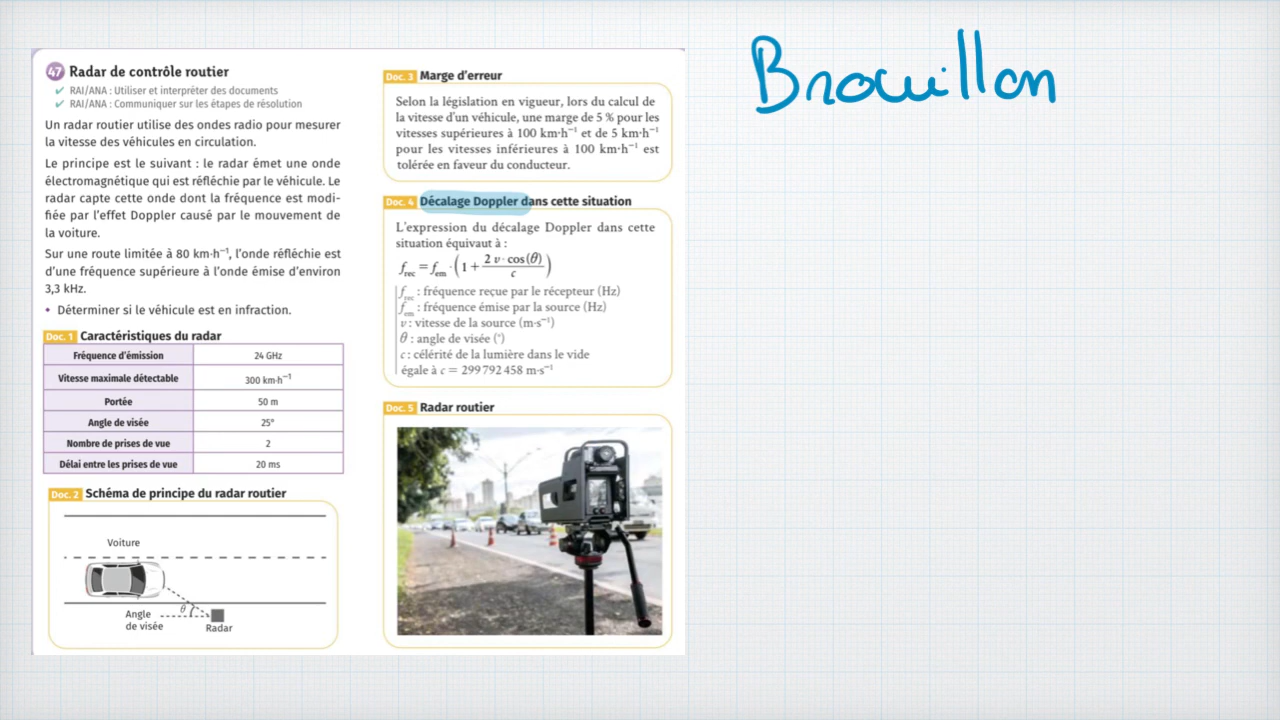 Brouillon
47 Radar de contrôle routier
✔ RAI/ANA : Utiliser et interpréter des documents
✔ RAI/ANA : Communiquer sur les étapes de résolution
Un radar routier utilise des ondes radio pour mesurer
la vitesse des véhicules en circulation.
Le principe est le suivant : le radar émet une onde
électromagnétique qui est réfléchie par le véhicule. Le
radar capte cette onde dont la fréquence est modi-
fiée par l'effet Doppler causé par le mouvement de
la voiture.
Sur une route limitée à 80 km·h⁻¹, l'onde réfléchie est
d'une fréquence supérieure à l'onde émise d'environ
3,3 kHz.
• Déterminer si le véhicule est en infraction.
Doc. 1 Caractéristiques du radar
Fréquence d'émission 24 GHz
Vitesse maximale détectable 300 km·h⁻¹
Portée 50 m
Angle de visée 25°
Nombre de prises de vue 2
Délai entre les prises de vue 20 ms
Doc. 2 Schéma de principe du radar routier
Voiture
θ
Angle
de visée
Radar
Doc. 3 Marge d'erreur
Selon la législation en vigueur, lors du calcul de
la vitesse d'un véhicule, une marge de 5 % pour les
vitesses supérieures à 100 km·h⁻¹ et de 5 km·h⁻¹
pour les vitesses inférieures à 100 km·h⁻¹ est
tolérée en faveur du conducteur.
Doc. 4 Décalage Doppler dans cette situation
L'expression du décalage Doppler dans cette
situation équivaut à :
f_rec = f_em · (1 + 2 v · cos(θ) / c)
f_rec : fréquence reçue par le récepteur (Hz)
f_em : fréquence émise par la source (Hz)
v : vitesse de la source (m·s⁻¹)
θ : angle de visée (°)
c : célérité de la lumière dans le vide
égale à c = 299 792 458 m·s⁻¹
Doc. 5 Radar routier